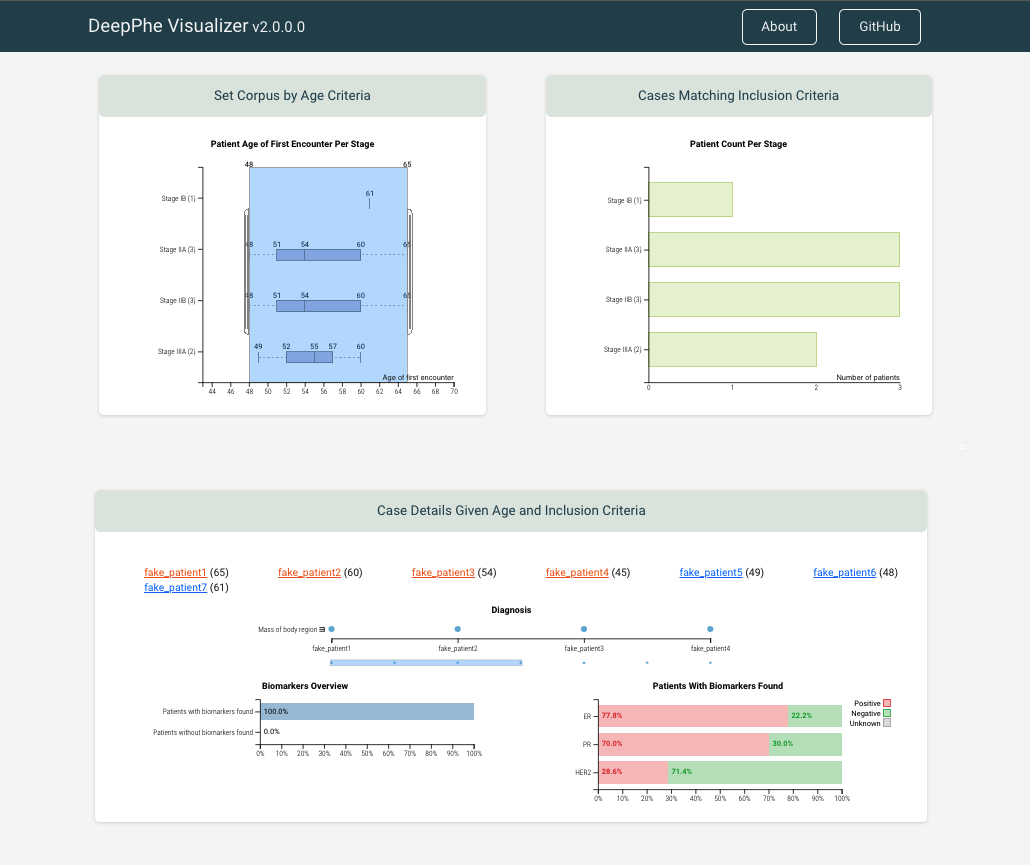 DeepPhe Visualizer v2.0.0.0
About
GitHub
Set Corpus by Age Criteria
Patient Age of First Encounter Per Stage
48 65
Stage IB (1)
61
Stage IIA (3)
48 51 54 60 65
Stage IIB (3)
48 51 54 60 65
Stage IIIA (2)
49 52 55 57 60
Age of first encounter
44 46 48 50 52 54 56 58 60 62 64 66 68 70
Cases Matching Inclusion Criteria
Patient Count Per Stage
Stage IB (1)
Stage IIA (3)
Stage IIB (3)
Stage IIIA (2)
Number of patients
0 1 2 3
Case Details Given Age and Inclusion Criteria
fake_patient1 (65) fake_patient2 (60) fake_patient3 (54) fake_patient4 (45) fake_patient5 (49) fake_patient6 (48)
fake_patient7 (61)
Diagnosis
Mass of body region
fake_patient1 fake_patient2 fake_patient3 fake_patient4
Biomarkers Overview
Patients with biomarkers found 100.0%
Patients without biomarkers found 0.0%
0% 10% 20% 30% 40% 50% 60% 70% 80% 90% 100%
Patients With Biomarkers Found
Positive
Negative
Unknown
ER 77.8% 22.2%
PR 70.0% 30.0%
HER2 28.6% 71.4%
0% 10% 20% 30% 40% 50% 60% 70% 80% 90% 100%